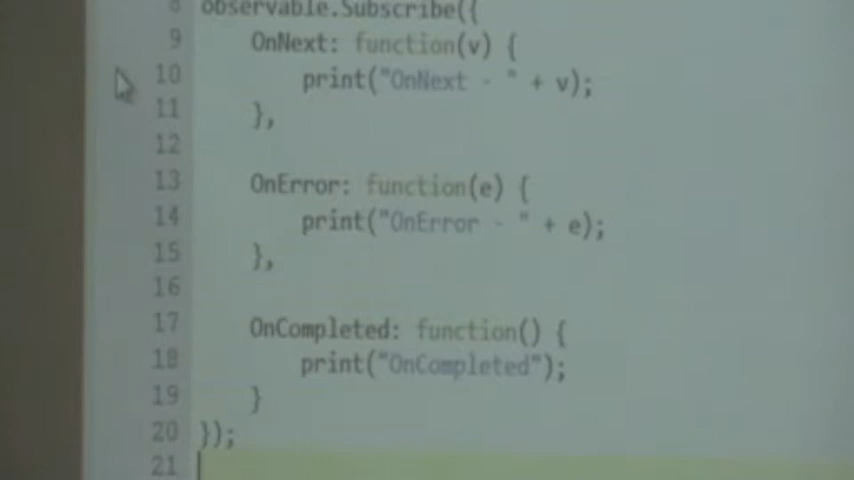 8 observable.Subscribe({
9 OnNext: function(v) {
10 print("OnNext - " + v);
11 },
12
13 OnError: function(e) {
14 print("OnError - " + e);
15 },
16
17 OnCompleted: function() {
18 print("OnCompleted");
19 }
20 });
21